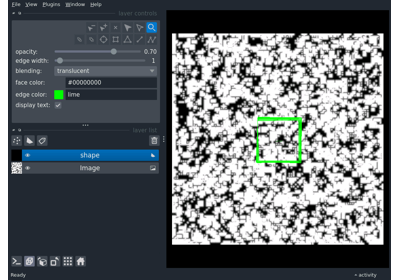 File View Plugins Window Help
layer controls
opacity: 0.70
edge width: 1
blending: translucent
face color: #00000000
edge color: lime
display text:
layer list
shape
Image
Ready
activity